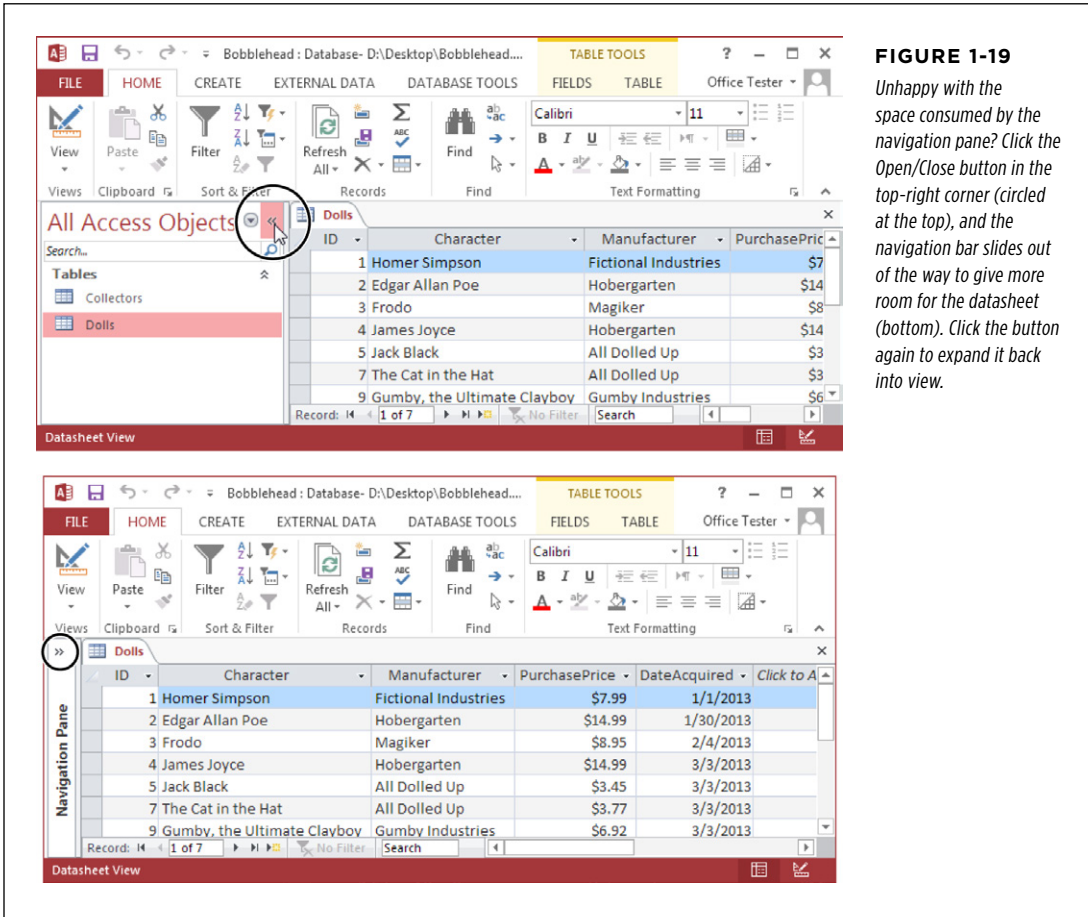 Bobblehead : Database- D:\Desktop\Bobblehead....
TABLE TOOLS
?
FILE HOME CREATE EXTERNAL DATA DATABASE TOOLS FIELDS TABLE Office Tester
View
Paste
Filter
Refresh
All
ABC
Find
ab
ac
Calibri
11
B I U
A
aby
Views Clipboard Sort & Filter Records Find Text Formatting
All Access Objects «
Search...
Tables
Collectors
Dolls
Dolls
ID Character Manufacturer PurchasePric
1 Homer Simpson Fictional Industries $7
2 Edgar Allan Poe Hobergarten $14
3 Frodo Magiker $8
4 James Joyce Hobergarten $14
5 Jack Black All Dolled Up $3
7 The Cat in the Hat All Dolled Up $3
9 Gumby, the Ultimate Clayboy Gumby Industries $6
Record: 1 of 7 No Filter Search
Datasheet View
FIGURE 1-19
Unhappy with the
space consumed by the
navigation pane? Click the
Open/Close button in the
top-right corner (circled
at the top), and the
navigation bar slides out
of the way to give more
room for the datasheet
(bottom). Click the button
again to expand it back
into view.
Bobblehead : Database- D:\Desktop\Bobblehead....
TABLE TOOLS
?
FILE HOME CREATE EXTERNAL DATA DATABASE TOOLS FIELDS TABLE Office Tester
View
Paste
Filter
Refresh
All
ABC
Find
ab
ac
Calibri
11
B I U
A
aby
Views Clipboard Sort & Filter Records Find Text Formatting
»
Navigation Pane
Dolls
ID Character Manufacturer PurchasePrice DateAcquired Click to A
1 Homer Simpson Fictional Industries $7.99 1/1/2013
2 Edgar Allan Poe Hobergarten $14.99 1/30/2013
3 Frodo Magiker $8.95 2/4/2013
4 James Joyce Hobergarten $14.99 3/3/2013
5 Jack Black All Dolled Up $3.45 3/3/2013
7 The Cat in the Hat All Dolled Up $3.77 3/3/2013
9 Gumby, the Ultimate Clayboy Gumby Industries $6.92 3/3/2013
Record: 1 of 7 No Filter Search
Datasheet View